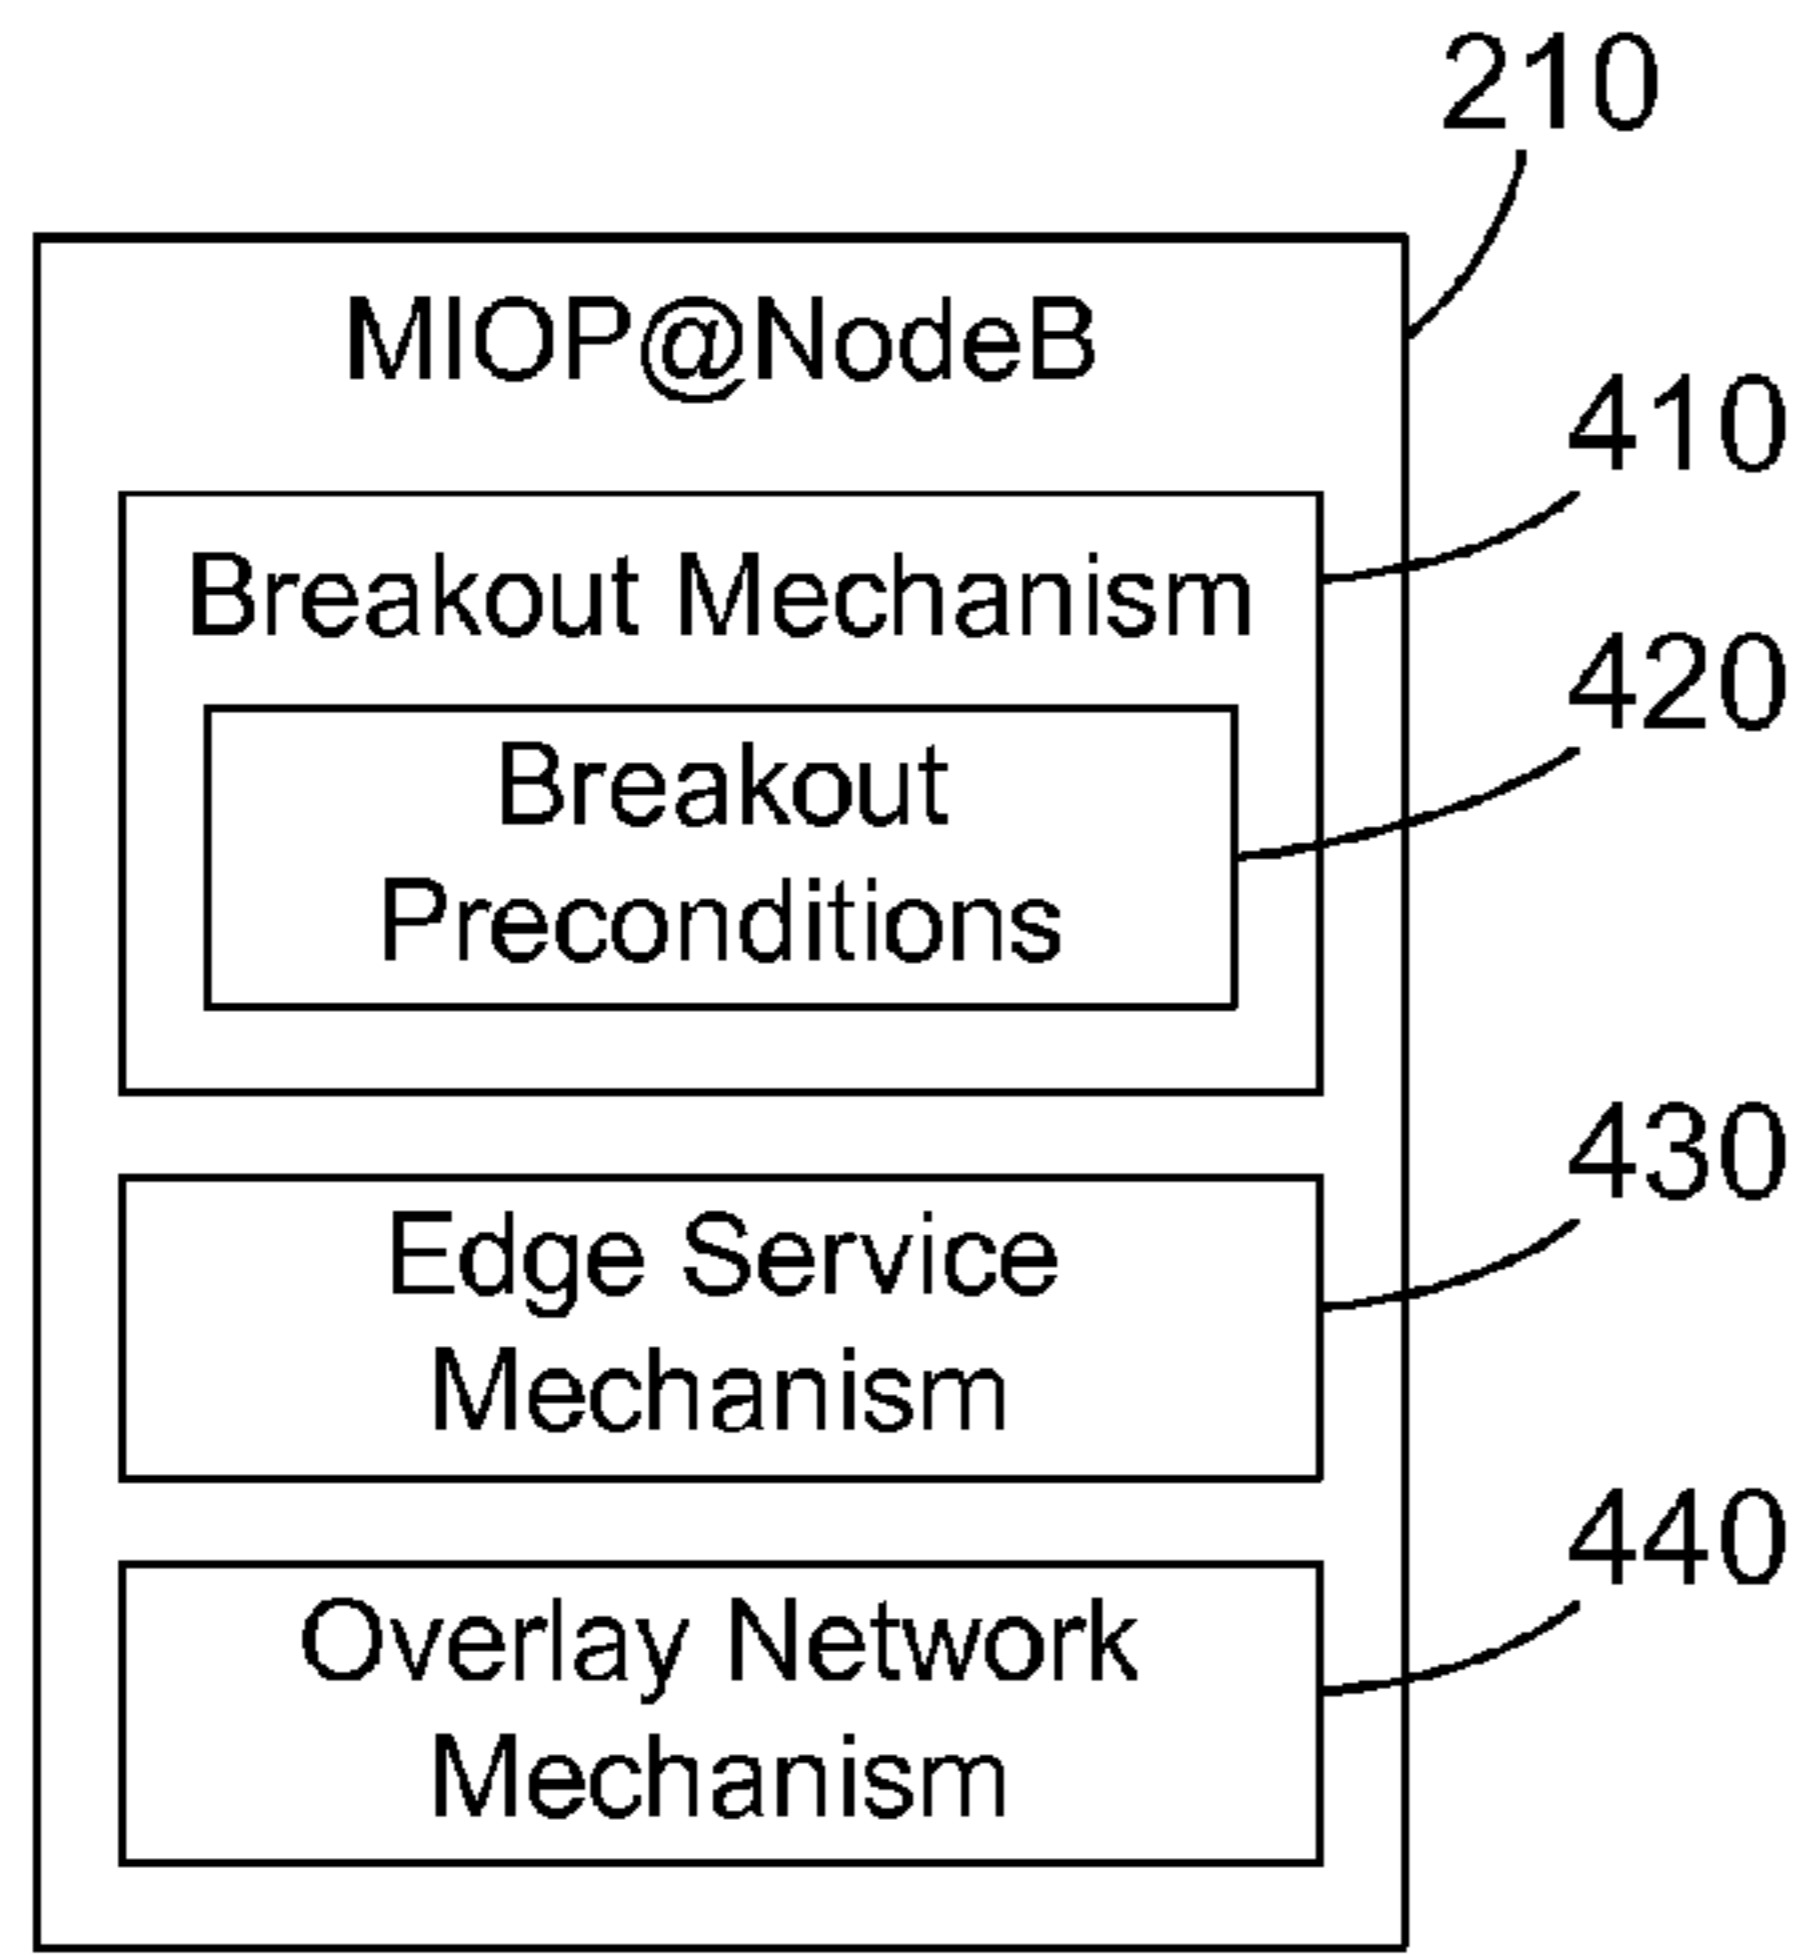 210
MIOP@NodeB
410
Breakout Mechanism
420
Breakout
Preconditions
430
Edge Service
Mechanism
440
Overlay Network
Mechanism